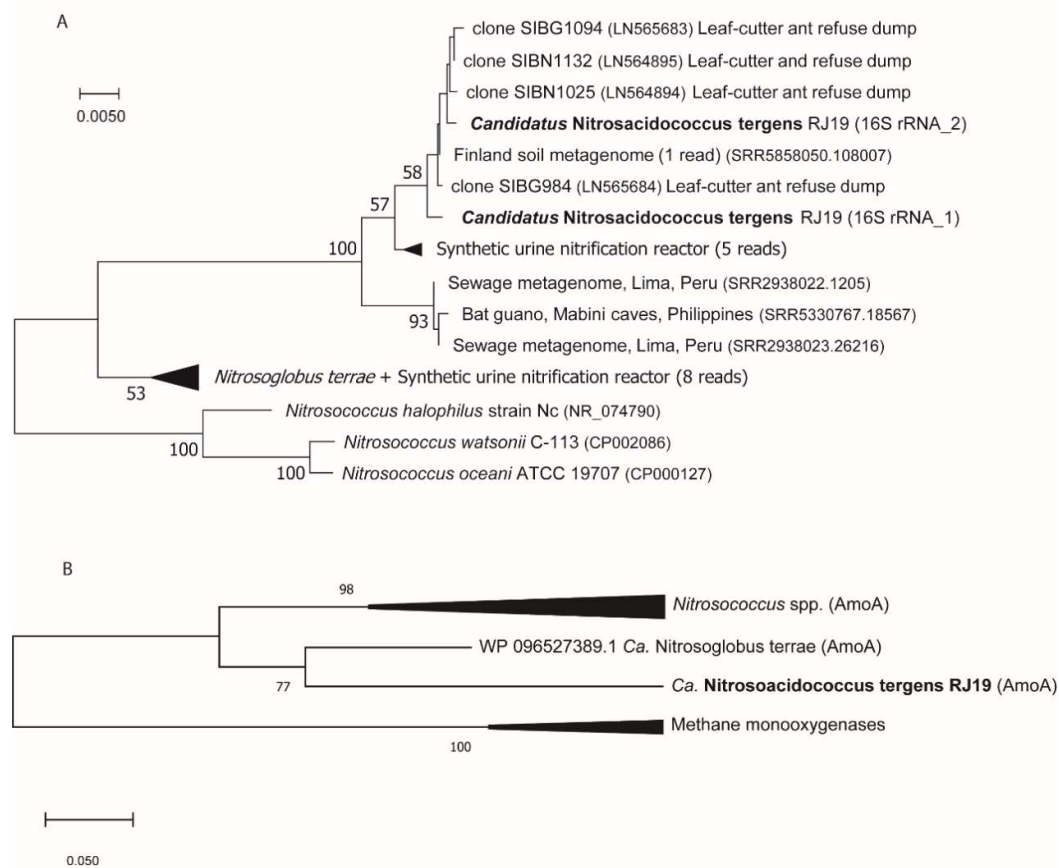 A
0.0050
clone SIBG1094 (LN565683) Leaf-cutter ant refuse dump
clone SIBN1132 (LN564895) Leaf-cutter and refuse dump
clone SIBN1025 (LN564894) Leaf-cutter ant refuse dump
Candidatus Nitrosacidococcus tergens RJ19 (16S rRNA_2)
Finland soil metagenome (1 read) (SRR5858050.108007)
58
clone SIBG984 (LN565684) Leaf-cutter ant refuse dump
57
Candidatus Nitrosacidococcus tergens RJ19 (16S rRNA_1)
100
Synthetic urine nitrification reactor (5 reads)
Sewage metagenome, Lima, Peru (SRR2938022.1205)
93
Bat guano, Mabini caves, Philippines (SRR5330767.18567)
Sewage metagenome, Lima, Peru (SRR2938023.26216)
53
Nitrosoglobus terrae + Synthetic urine nitrification reactor (8 reads)
Nitrosococcus halophilus strain Nc (NR_074790)
100
Nitrosococcus watsonii C-113 (CP002086)
100
Nitrosococcus oceani ATCC 19707 (CP000127)
B
98
Nitrosococcus spp. (AmoA)
WP 096527389.1 Ca. Nitrosoglobus terrae (AmoA)
77
Ca. Nitrosoacidococcus tergens RJ19 (AmoA)
Methane monooxygenases
100
0.050